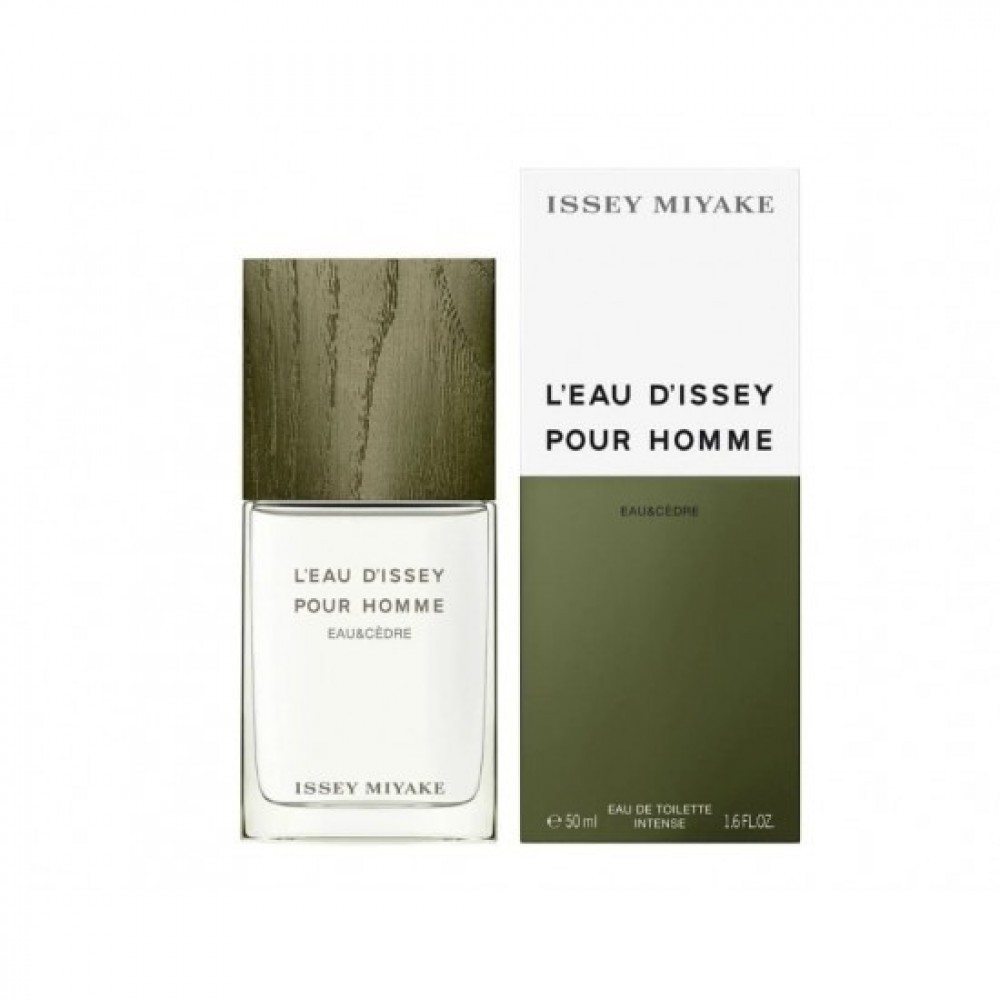 L'EAU D'ISSEY
POUR HOMME
EAU&CÈDRE
ISSEY MIYAKE
ISSEY MIYAKE
L'EAU D'ISSEY
POUR HOMME
EAU&CÈDRE
℮ 50 ml
EAU DE TOILETTE
INTENSE
1.6 FL.OZ.